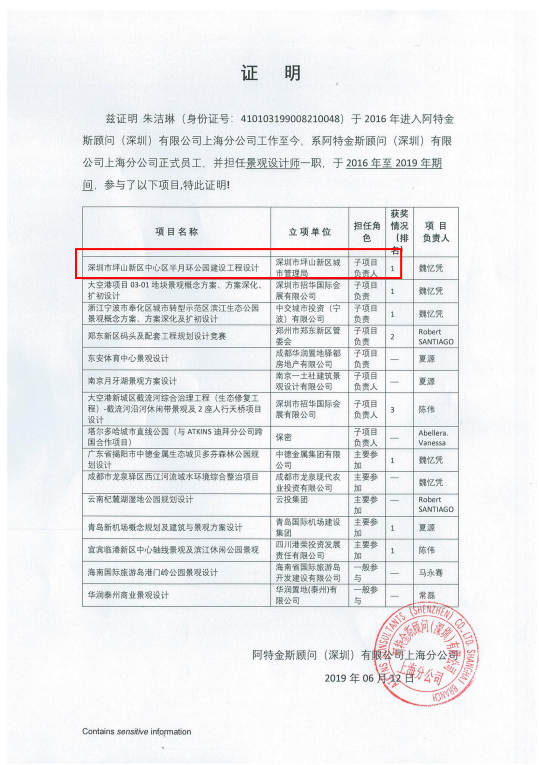 证 明
兹证明 朱洁琳（身份证号：410103199008210048）于 2016 年进入阿特金
斯顾问（深圳）有限公司上海分公司工作至今，系阿特金斯顾问（深圳）有限
公司上海分公司正式员工，并担任景观设计师一职，于 2016 年至 2019 年期
间，参与了以下项目,特此证明!
项目名称 立项单位 担任角色 获奖情况（排名） 项目负责人
深圳市坪山新区中心区半月环公园建设工程设计 深圳市坪山新区城市管理局 子项目负责人 1 魏忆凭
大空港项目 03-01 地块景观概念方案、方案深化、扩初设计 深圳市招华国际会展有限公司 子项目负责 1 魏忆凭
浙江宁波市奉化区城市转型示范区滨江生态公园景观概念方案、方案深化及扩初设计 中交城市投资（宁波）有限公司 子项目负责 1 魏忆凭
郑东新区码头及配套工程规划设计竞赛 郑州市郑东新区管委会 子项目负责 2 Robert SANTIAGO
东安体育中心景观设计 成都华润置地驿都房地产有限公司 子项目负责 — 夏源
南京月牙湖景观方案设计 南京一土社建筑景观设计有限公司 子项目负责 — 夏源
大空港新城区截流河综合治理工程（生态修复工程）-截流河沿河休闲带景观及 2 座人行天桥项目设计 深圳市招华国际会展有限公司 子项目负责人 3 陈伟
塔尔多哈城市直线公园（与 ATKINS 迪拜分公司跨国合作项目） 保密 子项目负责人 — Abellera. Vanessa
广东省揭阳市中德金属生态城贝多芬森林公园规划设计 中德金属集团有限公司 主要参加 1 魏忆凭
成都市龙泉驿区西江河流域水环境综合整治项目 成都市龙泉现代农业投资有限公司 主要参加 — 魏忆凭
云南杞麓湖湿地公园规划设计 云投集团 主要参与 — Robert SANTIAGO
青岛新机场概念规划及建筑与景观方案设计 青岛国际机场建设集团 主要参加 1 夏源
宜宾临港新区中心轴线景观及滨江休闲公园景观 四川港荣投资发展责任有限公司 主要参加 1 陈伟
海南国际旅游岛港门岭公园景观设计 海南省国际旅游岛开发建设有限公司 一般参与 — 马永骞
华润泰州商业景观设计 华润置地(泰州)有限公司 一般参与 — 常磊
阿特金斯顾问（深圳）有限公司上海分公司
2019 年 06 月 12 日
ATKINS CONSULTANTS (SHENZHEN) CO., LTD. SHANGHAI BRANCH
阿特金斯顾问(深圳)有限公司
上海分公司
Contains sensitive information